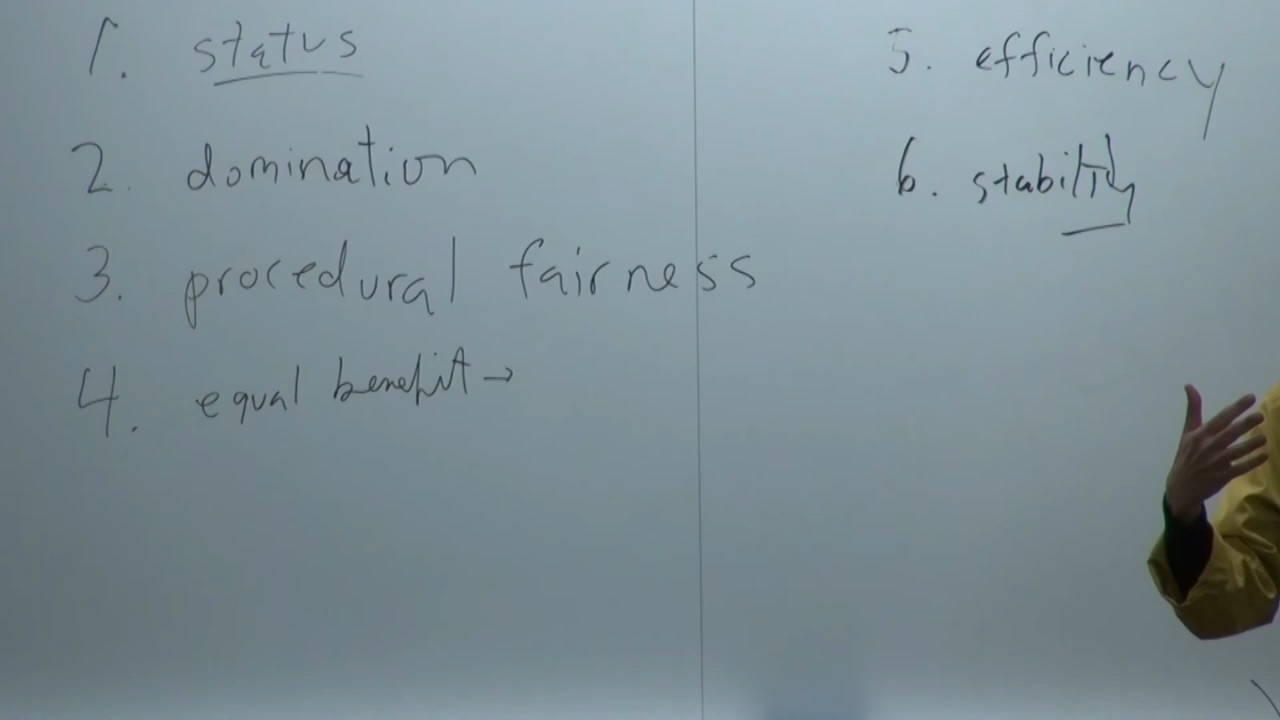 1. status
2. domination
3. procedural fairness
4. equal benefit →
5. efficiency
6. stability